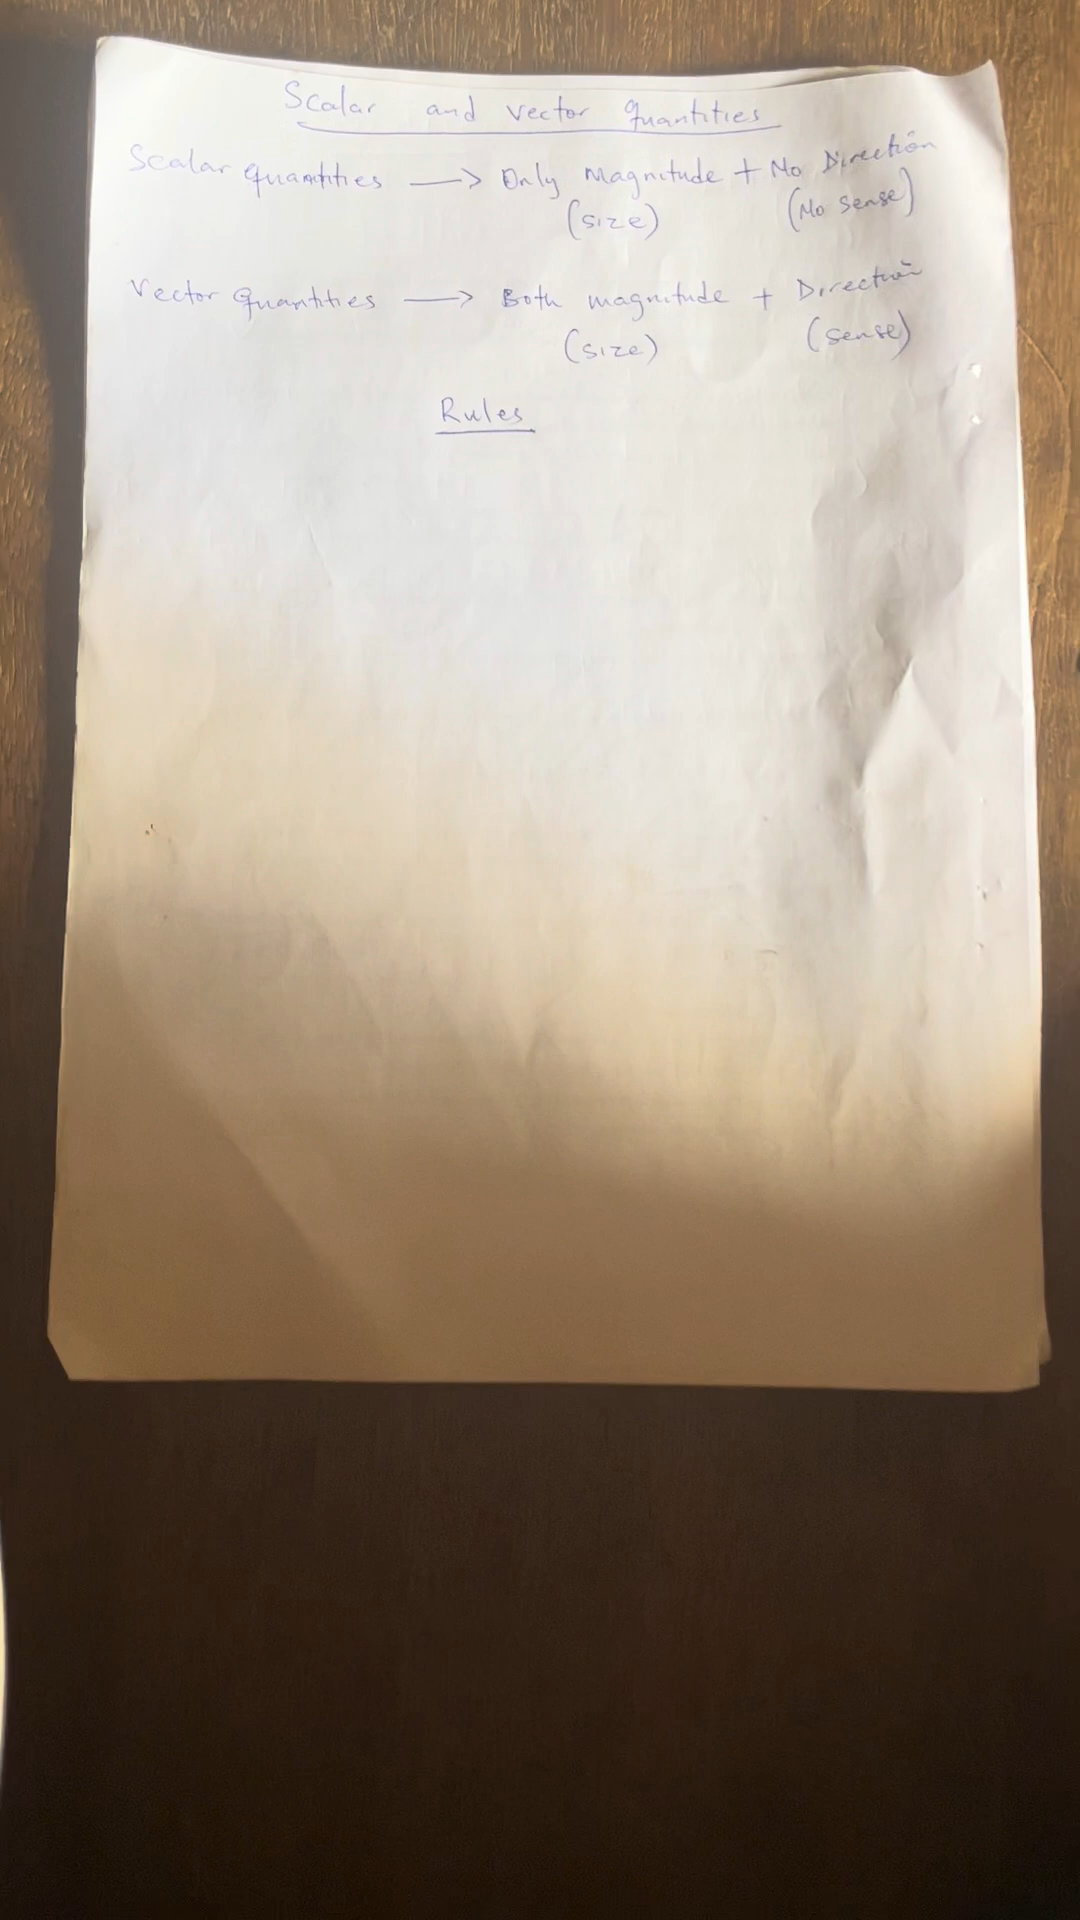 Scalar and vector quantities
Scalar quantities → Only Magnitude + No Direction
(size) (No sense)
Vector Quantities → Both magnitude + Direction
(size) (sense)
Rules